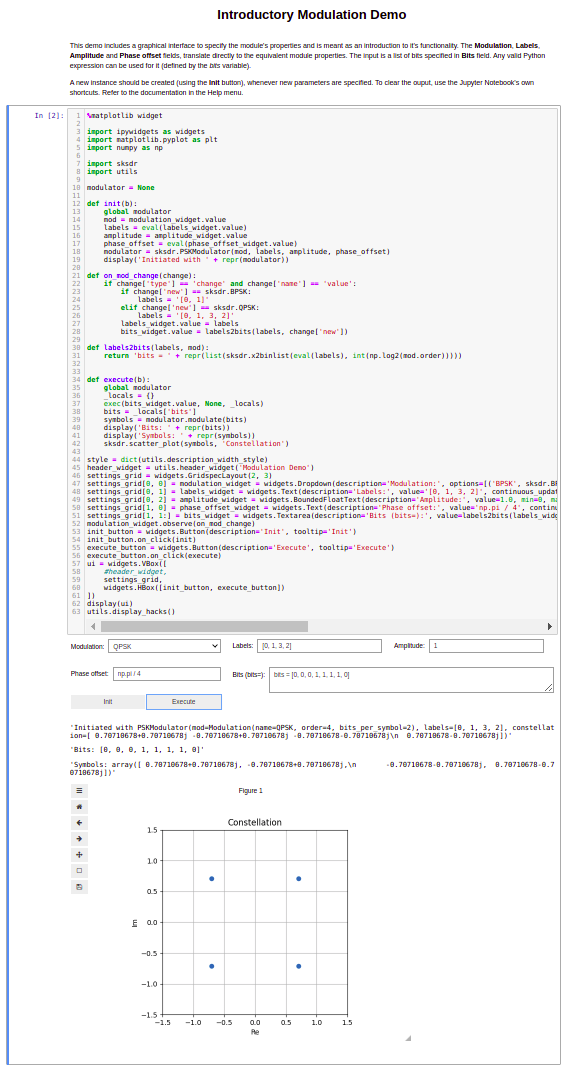 Introductory Modulation Demo
This demo includes a graphical interface to specify the module's properties and is meant as an introduction to it's functionality. The Modulation, Labels,
Amplitude and Phase offset fields, translate directly to the equivalent module properties. The input is a list of bits specified in Bits field. Any valid Python
expression can be used for it (defined by the bits variable).
A new instance should be created (using the Init button), whenever new parameters are specified. To clear the ouput, use the Jupyter Notebook's own
shortcuts. Refer to the documentation in the Help menu.
In [2]:
1 %matplotlib widget
2
3 import ipywidgets as widgets
4 import matplotlib.pyplot as plt
5 import numpy as np
6
7 import sksdr
8 import utils
9
10 modulator = None
11
12 def init(b):
13 global modulator
14 mod = modulation_widget.value
15 labels = eval(labels_widget.value)
16 amplitude = amplitude_widget.value
17 phase_offset = eval(phase_offset_widget.value)
18 modulator = sksdr.PSKModulator(mod, labels, amplitude, phase_offset)
19 display('Initiated with ' + repr(modulator))
20
21 def on_mod_change(change):
22 if change['type'] == 'change' and change['name'] == 'value':
23 if change['new'] == sksdr.BPSK:
24 labels = '[0, 1]'
25 elif change['new'] == sksdr.QPSK:
26 labels = '[0, 1, 3, 2]'
27 labels_widget.value = labels
28 bits_widget.value = labels2bits(labels, change['new'])
29
30 def labels2bits(labels, mod):
31 return 'bits = ' + repr(list(sksdr.x2binlist(eval(labels), int(np.log2(mod.order)))))
32
33
34 def execute(b):
35 global modulator
36 _locals = {}
37 exec(bits_widget.value, None, _locals)
38 bits = _locals['bits']
39 symbols = modulator.modulate(bits)
40 display('Bits: ' + repr(bits))
41 display('Symbols: ' + repr(symbols))
42 sksdr.scatter_plot(symbols, 'Constellation')
43
44 style = dict(utils.description_width_style)
45 header_widget = utils.header_widget('Modulation Demo')
46 settings_grid = widgets.GridspecLayout(2, 3)
47 settings_grid[0, 0] = modulation_widget = widgets.Dropdown(description='Modulation:', options=[('BPSK', sksdr.BP
48 settings_grid[0, 1] = labels_widget = widgets.Text(description='Labels:', value='[0, 1, 3, 2]', continuous_updat
49 settings_grid[0, 2] = amplitude_widget = widgets.BoundedFloatText(description='Amplitude:', value=1.0, min=0, ma
50 settings_grid[1, 0] = phase_offset_widget = widgets.Text(description='Phase offset:', value='np.pi / 4', continu
51 settings_grid[1, 1:] = bits_widget = widgets.Textarea(description='Bits (bits=):', value=labels2bits(labels_widg
52 modulation_widget.observe(on_mod_change)
53 init_button = widgets.Button(description='Init', tooltip='Init')
54 init_button.on_click(init)
55 execute_button = widgets.Button(description='Execute', tooltip='Execute')
56 execute_button.on_click(execute)
57 ui = widgets.VBox([
58 #header_widget,
59 settings_grid,
60 widgets.HBox([init_button, execute_button])
61 ])
62 display(ui)
63 utils.display_hacks()
Modulation: QPSK Labels: [0, 1, 3, 2] Amplitude: 1
Phase offset: np.pi / 4 Bits (bits=): bits = [0, 0, 0, 1, 1, 1, 1, 0]
Init Execute
'Initiated with PSKModulator(mod=Modulation(name=QPSK, order=4, bits_per_symbol=2), labels=[0, 1, 3, 2], constellat
ion=[ 0.70710678+0.70710678j -0.70710678+0.70710678j -0.70710678-0.70710678j\n  0.70710678-0.70710678j])'
'Bits: [0, 0, 0, 1, 1, 1, 1, 0]'
'Symbols: array([ 0.70710678+0.70710678j, -0.70710678+0.70710678j,\n       -0.70710678-0.70710678j,  0.70710678-0.7
0710678j])'
Figure 1
Constellation
1.5
1.0
0.5
0.0
−0.5
−1.0
−1.5
Im
−1.5 −1.0 −0.5 0.0 0.5 1.0 1.5
Re